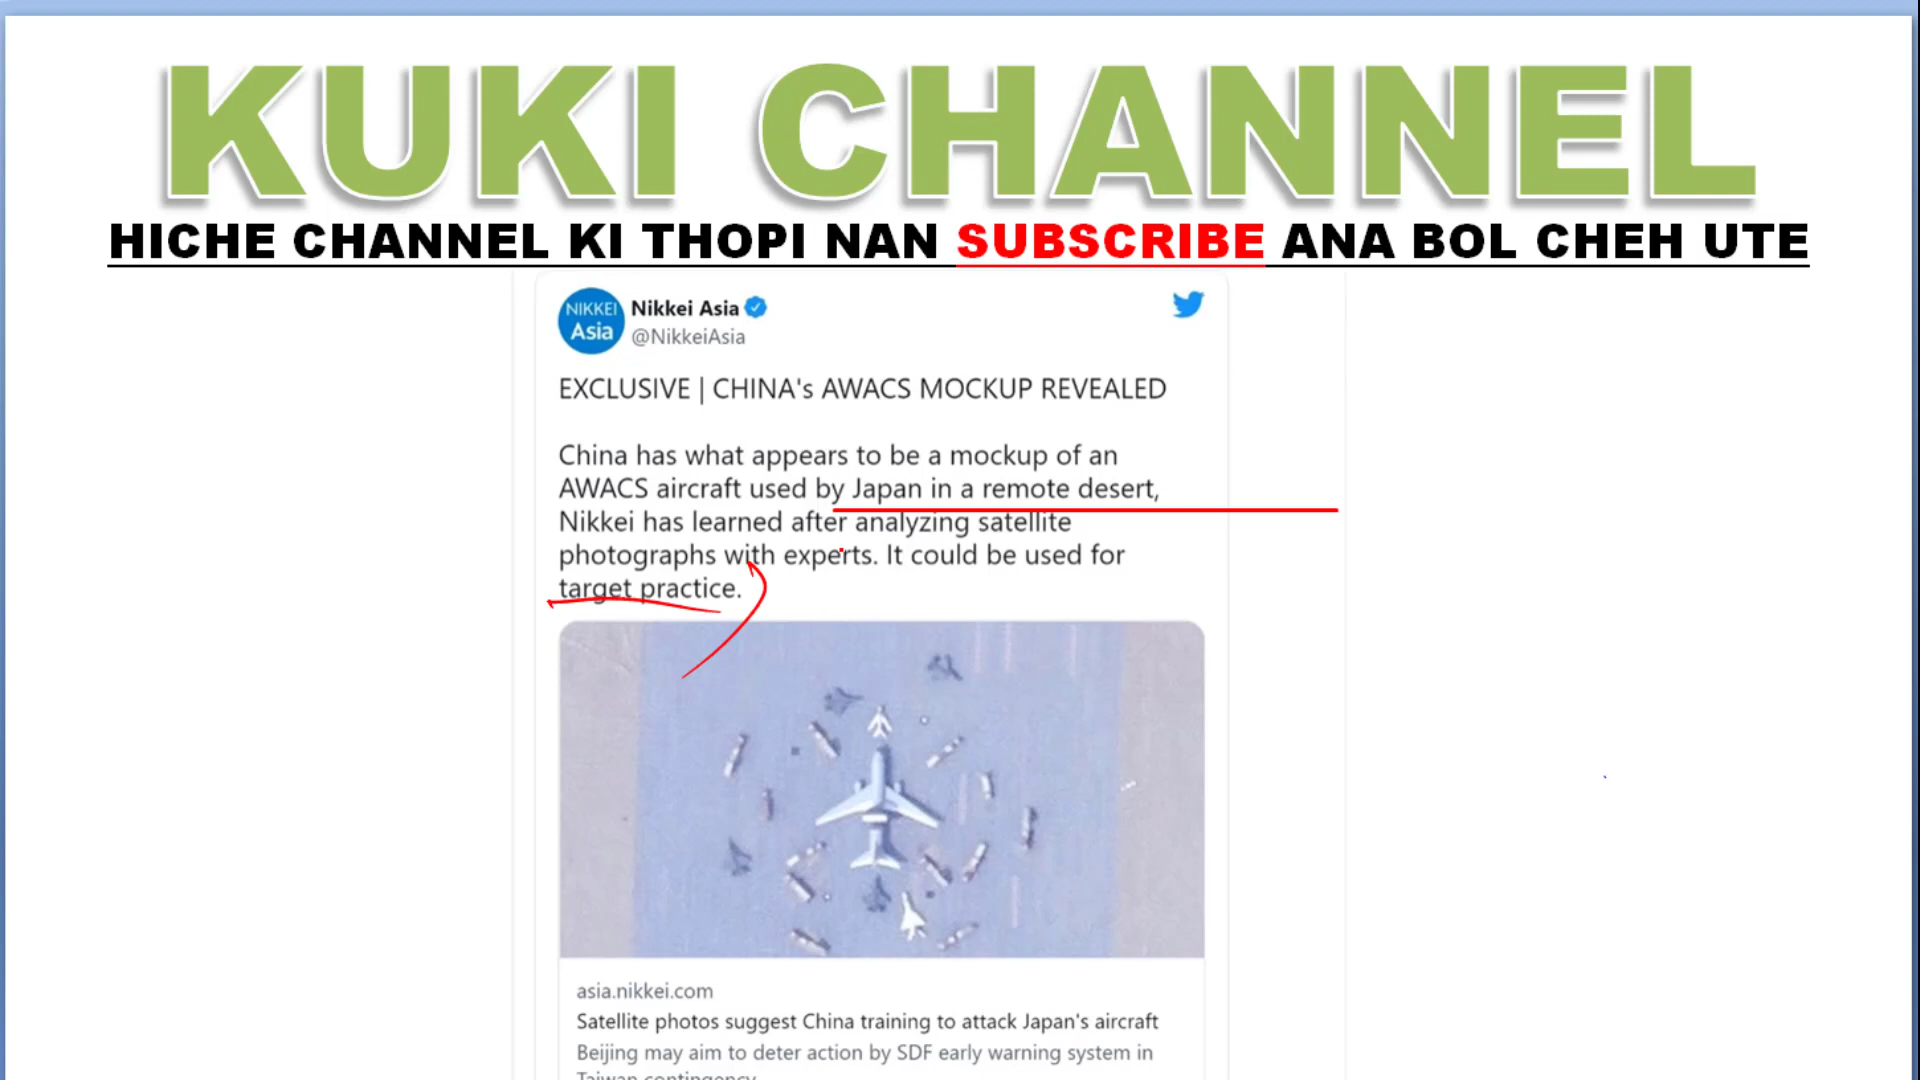 KUKI CHANNEL
HICHE CHANNEL KI THOPI NAN SUBSCRIBE ANA BOL CHEH UTE
NIKKEI
Asia
Nikkei Asia
@NikkeiAsia
EXCLUSIVE | CHINA's AWACS MOCKUP REVEALED
China has what appears to be a mockup of an
AWACS aircraft used by Japan in a remote desert,
Nikkei has learned after analyzing satellite
photographs with experts. It could be used for
target practice.
asia.nikkei.com
Satellite photos suggest China training to attack Japan's aircraft
Beijing may aim to deter action by SDF early warning system in
Taiwan contingency